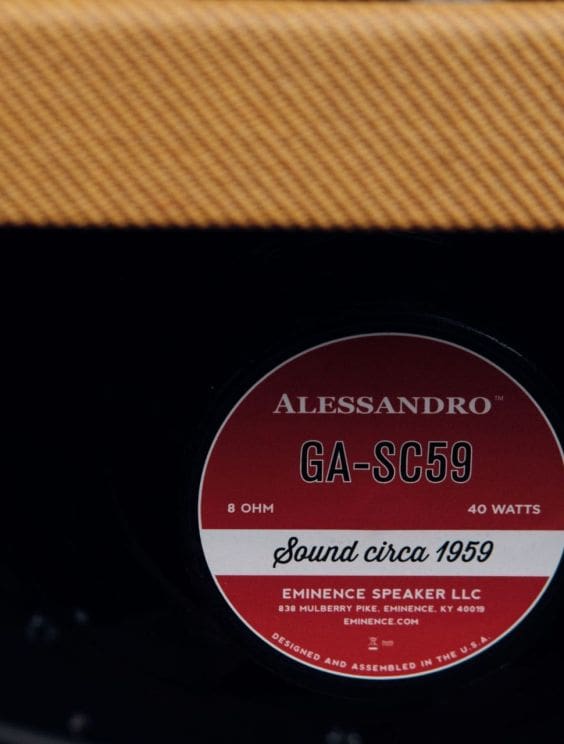 ALESSANDRO™
GA-SC59
8 OHM 40 WATTS
Sound circa 1959
EMINENCE SPEAKER LLC
838 MULBERRY PIKE, EMINENCE, KY 40019
EMINENCE.COM
DESIGNED AND ASSEMBLED IN THE U.S.A.